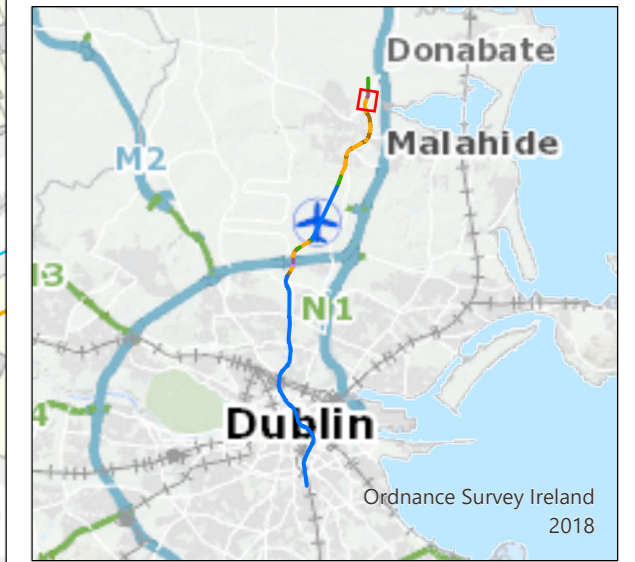 Donabate
Malahide
M2
N1
Dublin
Ordnance Survey Ireland
2018